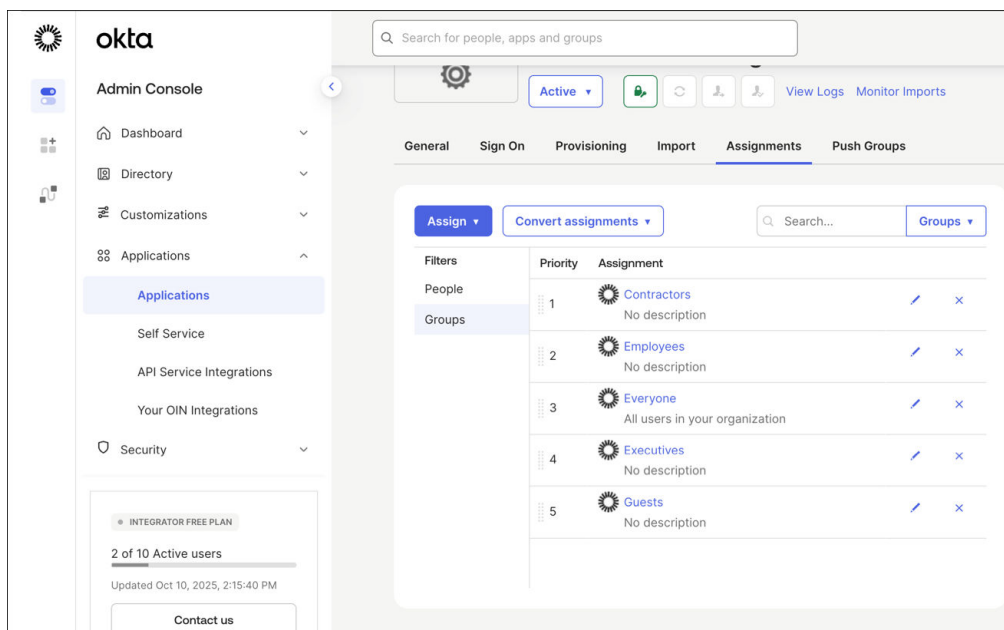 okta
Search for people, apps and groups
Admin Console
Active
View Logs Monitor Imports
Dashboard
Directory
Customizations
Applications
Applications
Self Service
API Service Integrations
Your OIN Integrations
Security
INTEGRATOR FREE PLAN
2 of 10 Active users
Updated Oct 10, 2025, 2:15:40 PM
Contact us
General Sign On Provisioning Import Assignments Push Groups
Assign Convert assignments Search... Groups
Filters
People
Groups
Priority Assignment
1 Contractors
No description
2 Employees
No description
3 Everyone
All users in your organization
4 Executives
No description
5 Guests
No description